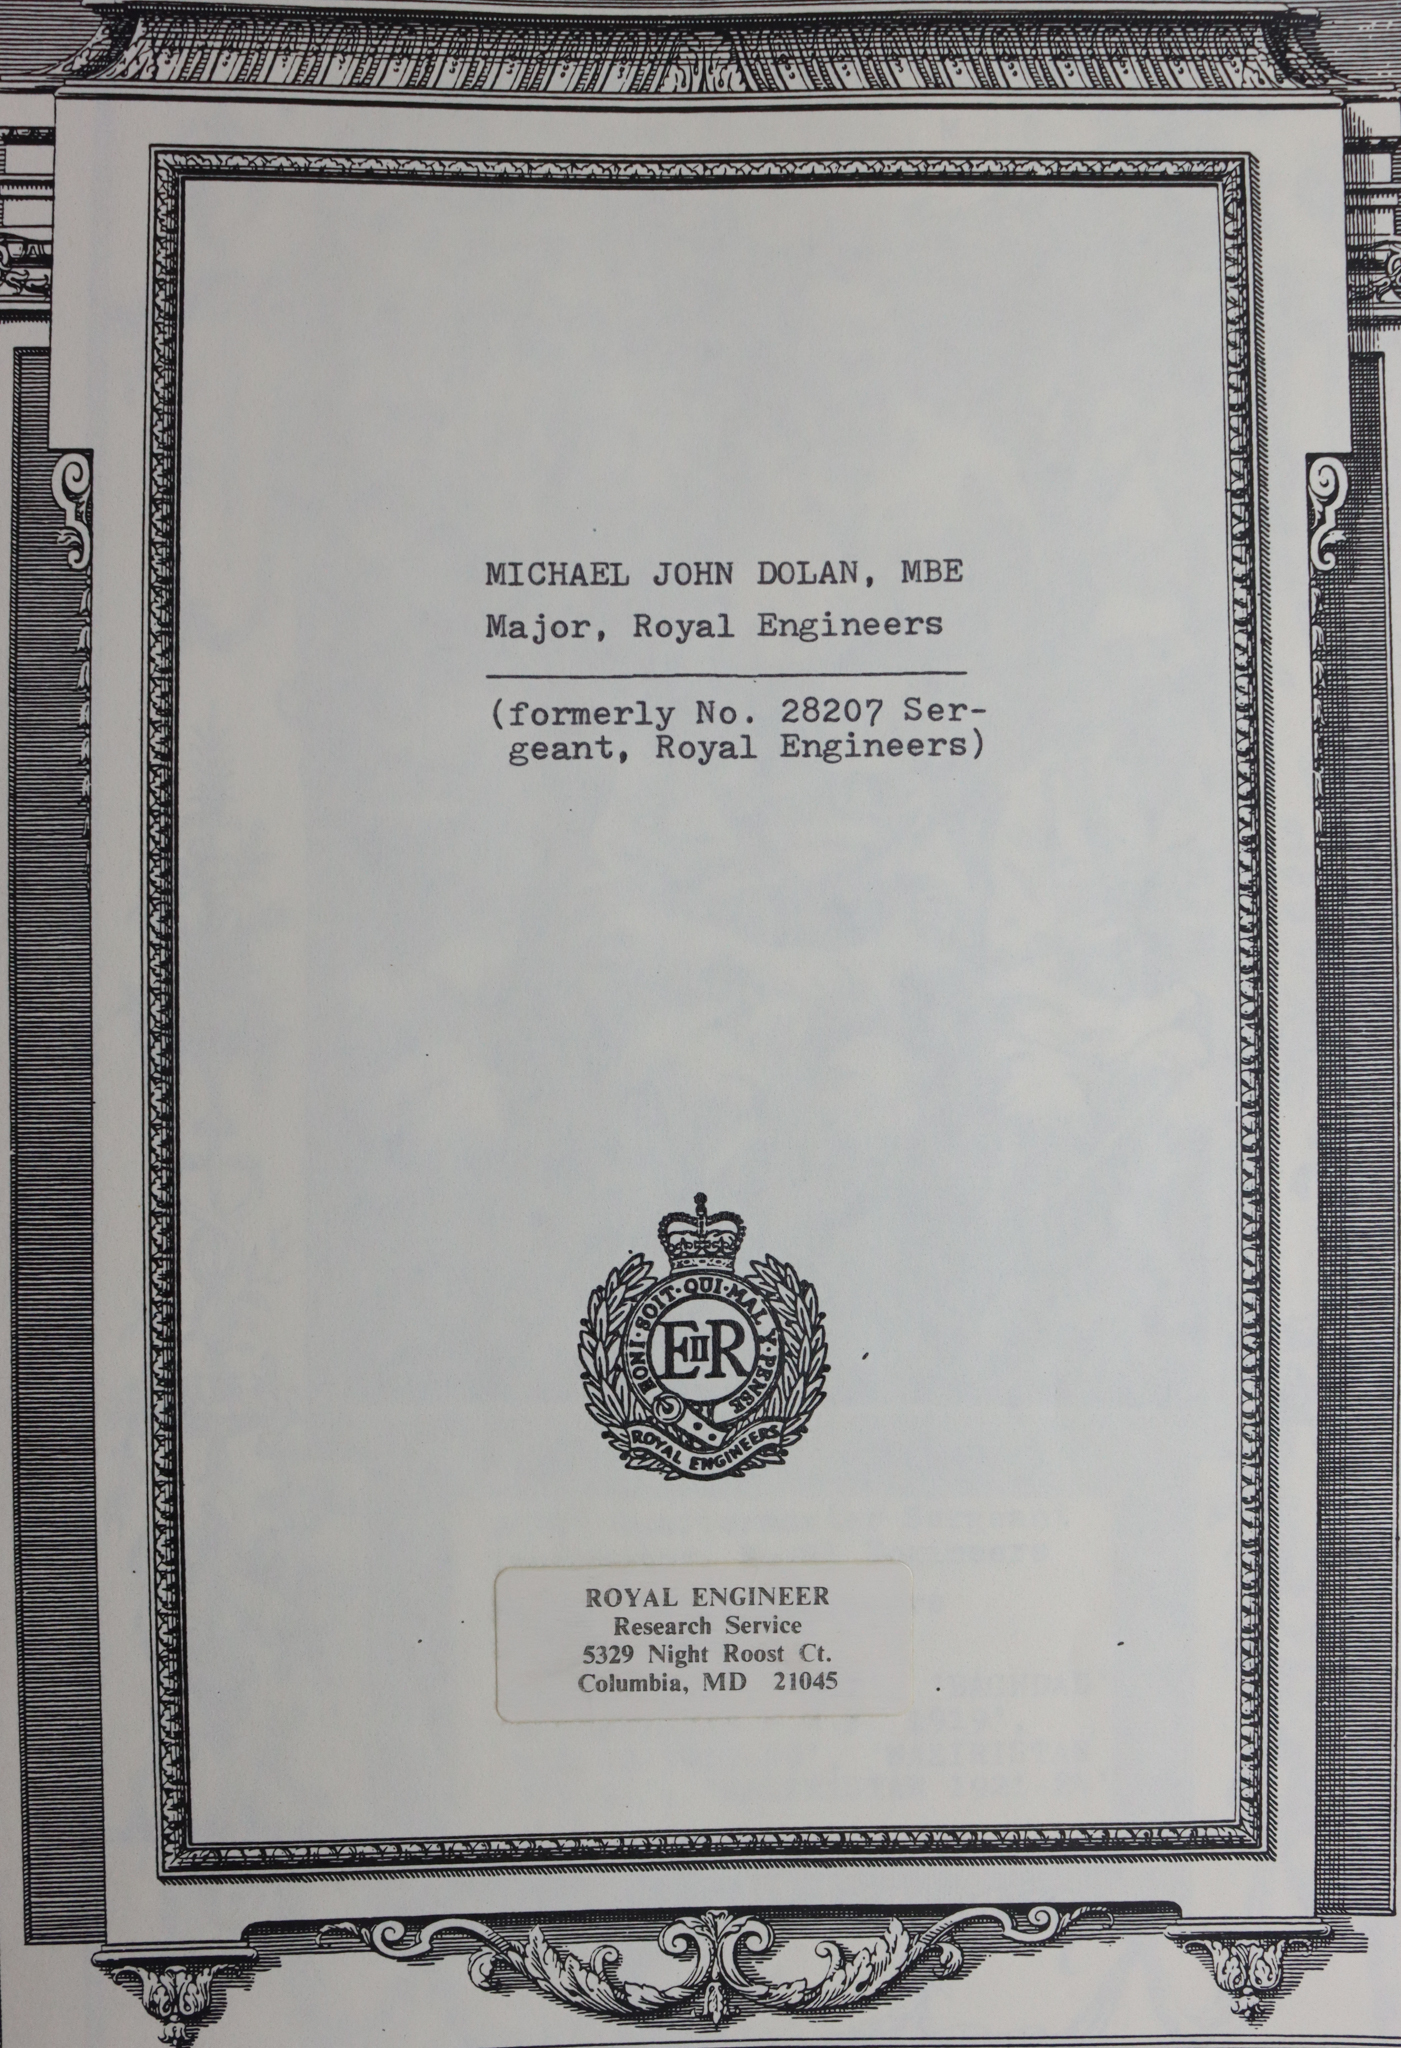 MICHAEL JOHN DOLAN, MBE
Major, Royal Engineers
(formerly No. 28207 Ser-
geant, Royal Engineers)
HONI · SOIT · QUI · MAL · Y · PENSE
EIIR
ROYAL ENGINEERS
ROYAL ENGINEER
Research Service
5329 Night Roost Ct.
Columbia, MD 21045